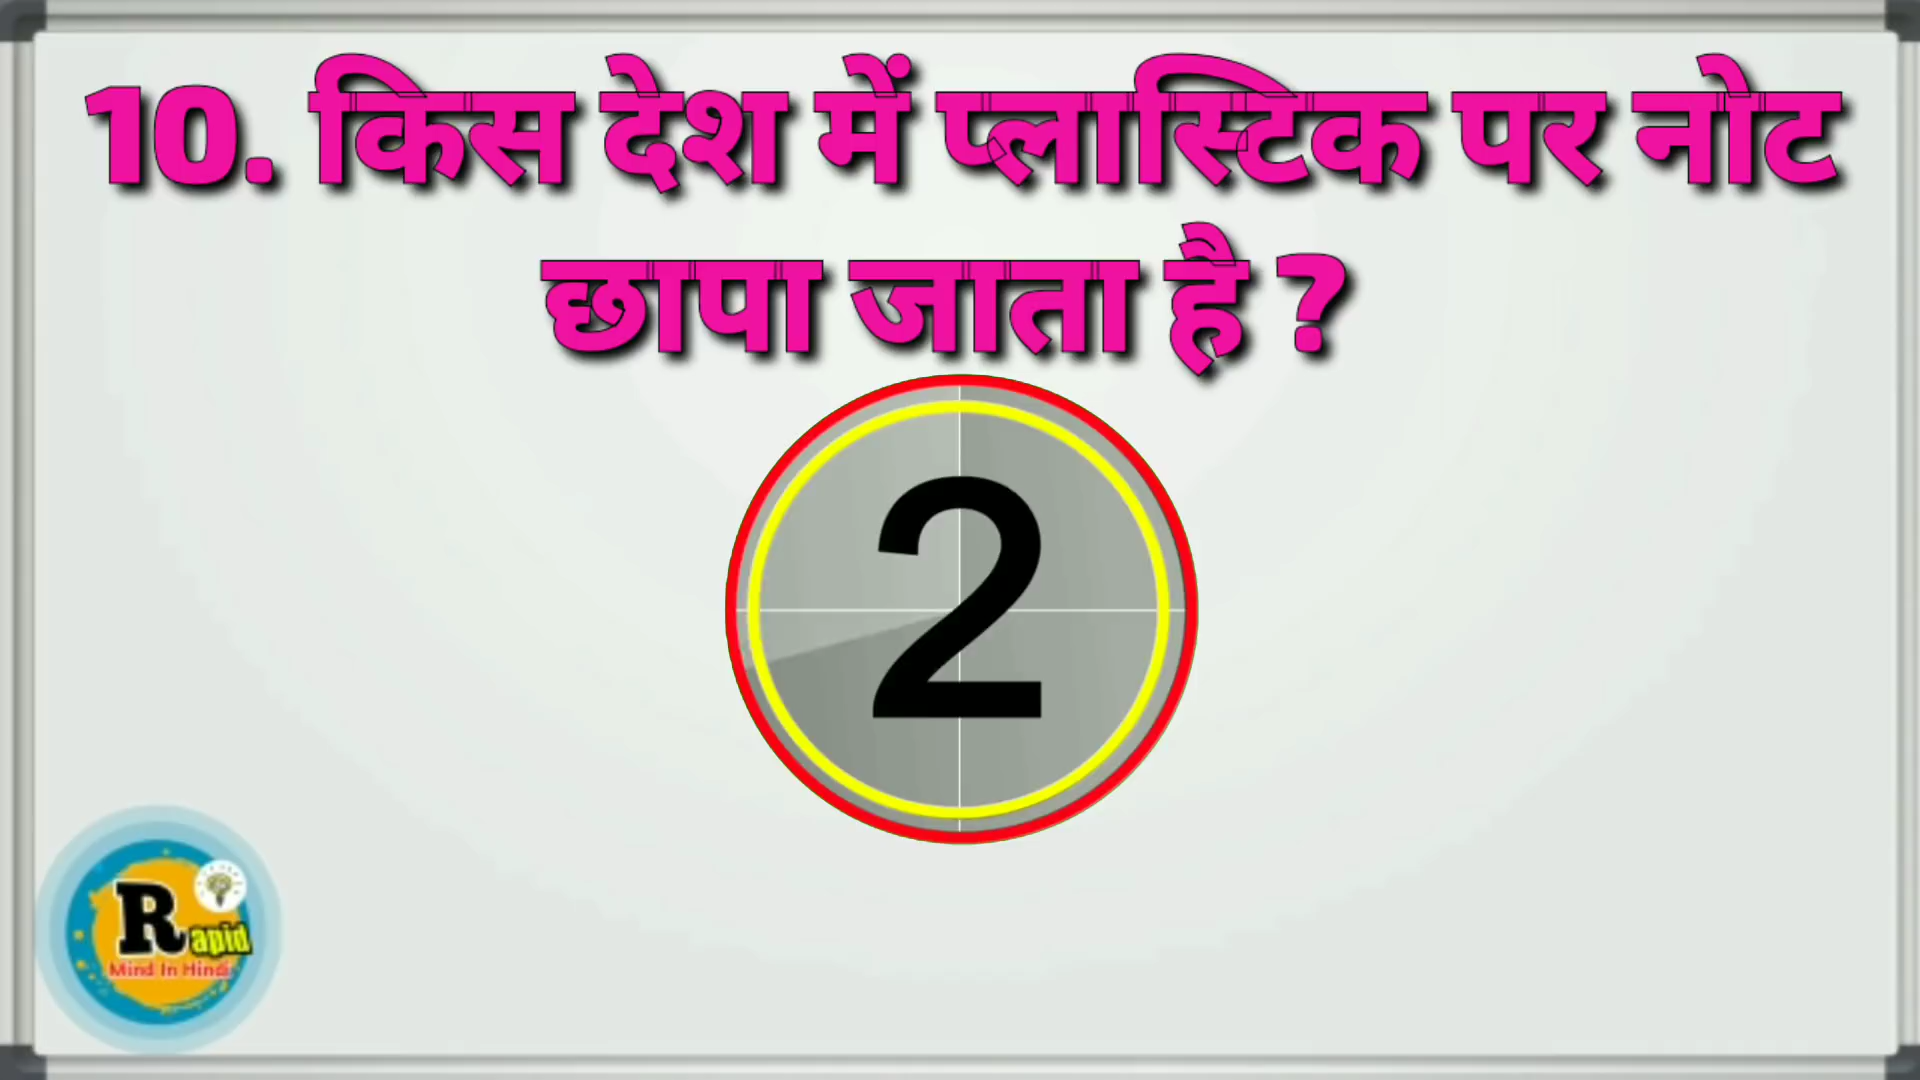 10. किस देश में प्लास्टिक पर नोट
छापा जाता है ?
2
Rapid
Mind In Hindi